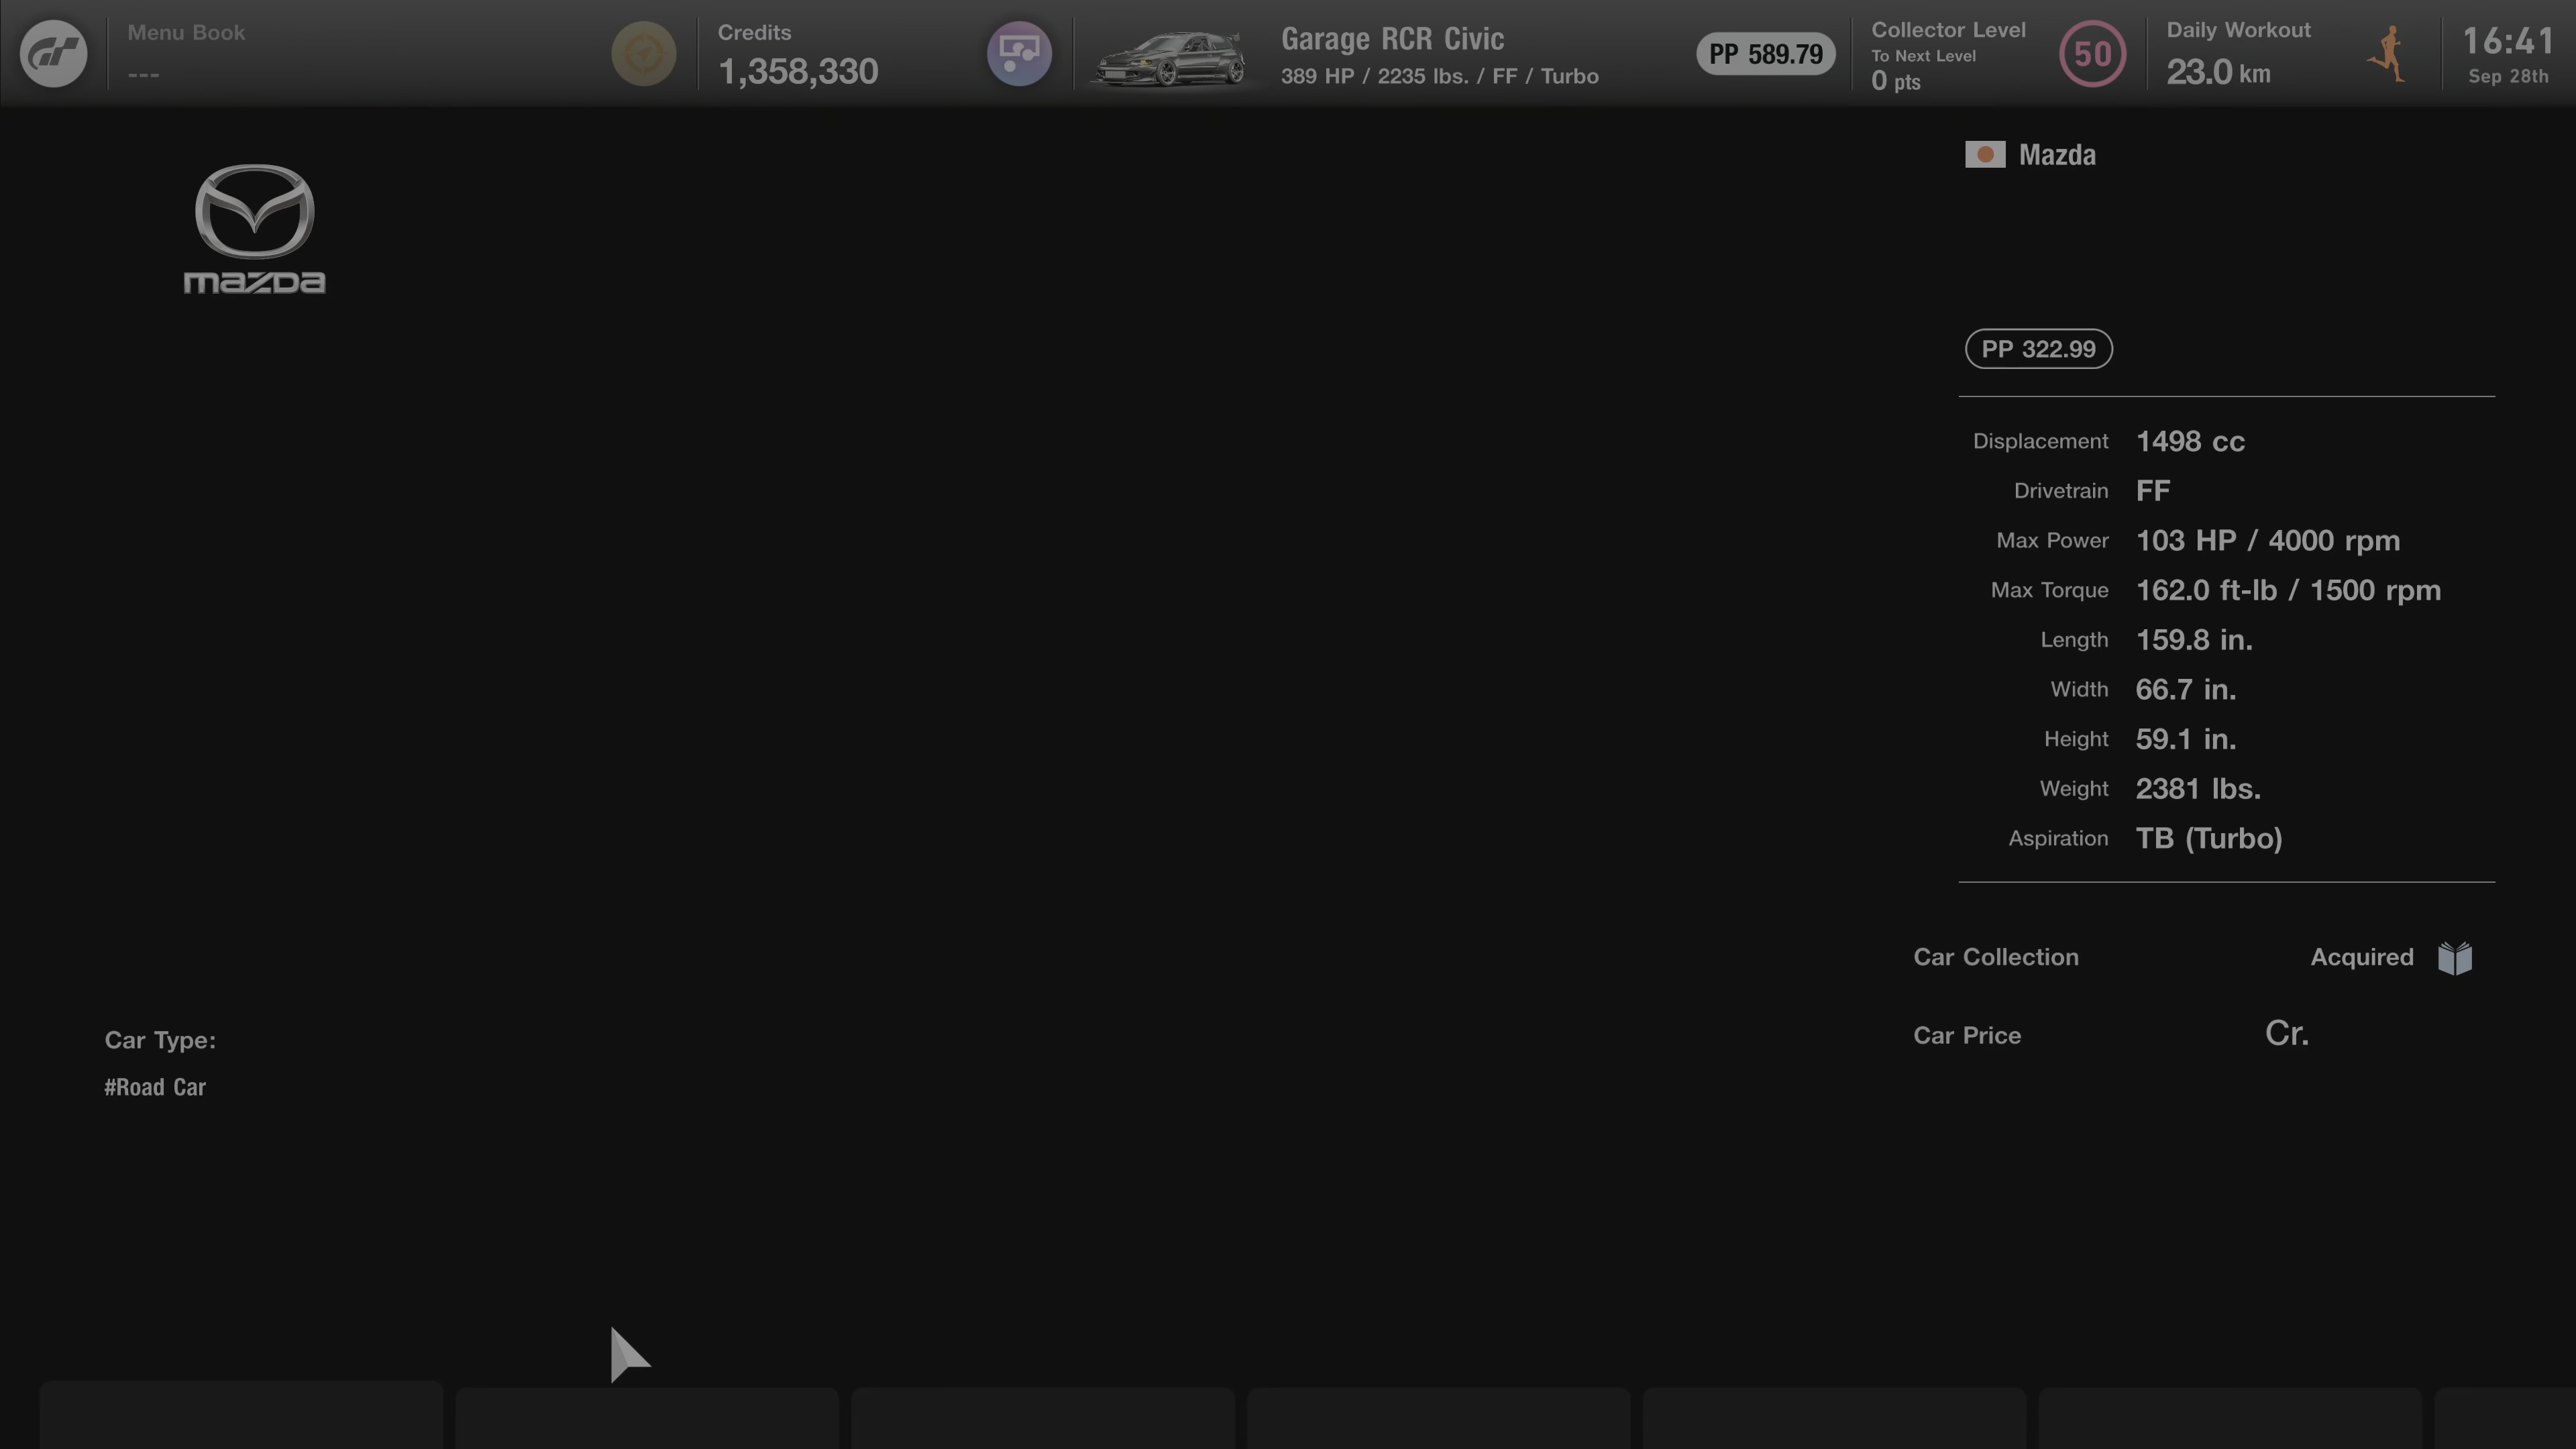 Menu Book
---
Credits
1,358,330
Garage RCR Civic
389 HP / 2235 lbs. / FF / Turbo
PP 589.79
Collector Level
To Next Level
0 pts
50
Daily Workout
23.0 km
16:41
Sep 28th
mazda
Mazda
PP 322.99
Displacement 1498 cc
Drivetrain FF
Max Power 103 HP / 4000 rpm
Max Torque 162.0 ft-lb / 1500 rpm
Length 159.8 in.
Width 66.7 in.
Height 59.1 in.
Weight 2381 lbs.
Aspiration TB (Turbo)
Car Collection Acquired
Car Price Cr.
Car Type:
#Road Car